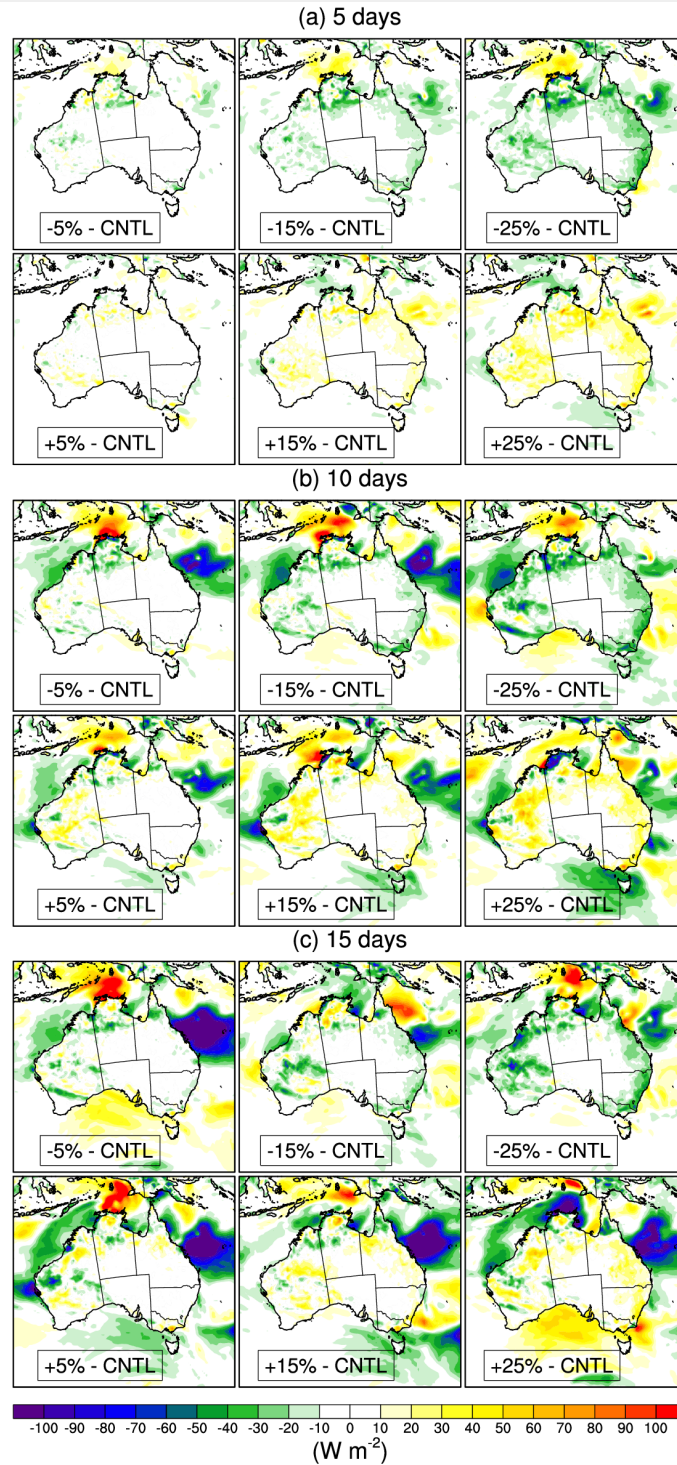 (a) 5 days
-5% - CNTL -15% - CNTL -25% - CNTL
+5% - CNTL +15% - CNTL +25% - CNTL
(b) 10 days
-5% - CNTL -15% - CNTL -25% - CNTL
+5% - CNTL +15% - CNTL +25% - CNTL
(c) 15 days
-5% - CNTL -15% - CNTL -25% - CNTL
+5% - CNTL +15% - CNTL +25% - CNTL
-100 -90 -80 -70 -60 -50 -40 -30 -20 -10 0 10 20 30 40 50 60 70 80 90 100
(W m⁻²)